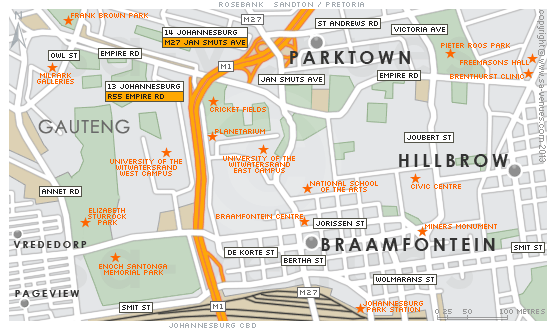 ROSEBANK SANDTON / PRETORIA
FRANK BROWN PARK
M27
ST ANDREWS RD
14 JOHANNESBURG
M27 JAN SMUTS AVE
VICTORIA AVE
PIETER ROOS PARK
OWL ST
EMPIRE RD
PARKTOWN
FREEMASONS HALL
M1
MILPARK
GALLERIES
JAN SMUTS AVE
EMPIRE RD
BRENTHURST CLINIC
13 JOHANNESBURG
R55 EMPIRE RD
CRICKET FIELDS
GAUTENG
PLANETARIUM
JOUBERT ST
UNIVERSITY OF THE
WITWATERSRAND
WEST CAMPUS
UNIVERSITY OF THE
WITWATERSRAND
EAST CAMPUS
HILLBROW
ANNET RD
NATIONAL SCHOOL
OF THE ARTS
CIVIC CENTRE
ELIZABETH
STURROCK
PARK
BRAAMFONTEIN CENTRE
JORISSEN ST
MINERS MONUMENT
VREDEDORP
BRAAMFONTEIN
SMIT ST
DE KORTE ST
BERTHA ST
ENOCH SANTONGA
MEMORIAL PARK
WOLMARANS ST
PAGEVIEW
M27
SMIT ST
M1
JOHANNESBURG
PARK STATION
0 25 50 100 METRES
JOHANNESBURG CBD